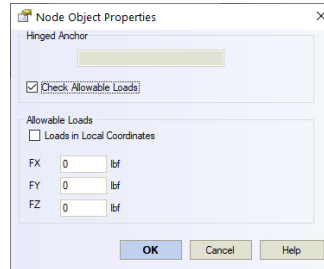 Node Object Properties
Hinged Anchor
Check Allowable Loads
Allowable Loads
Loads in Local Coordinates
FX 0 lbf
FY 0 lbf
FZ 0 lbf
OK Cancel Help